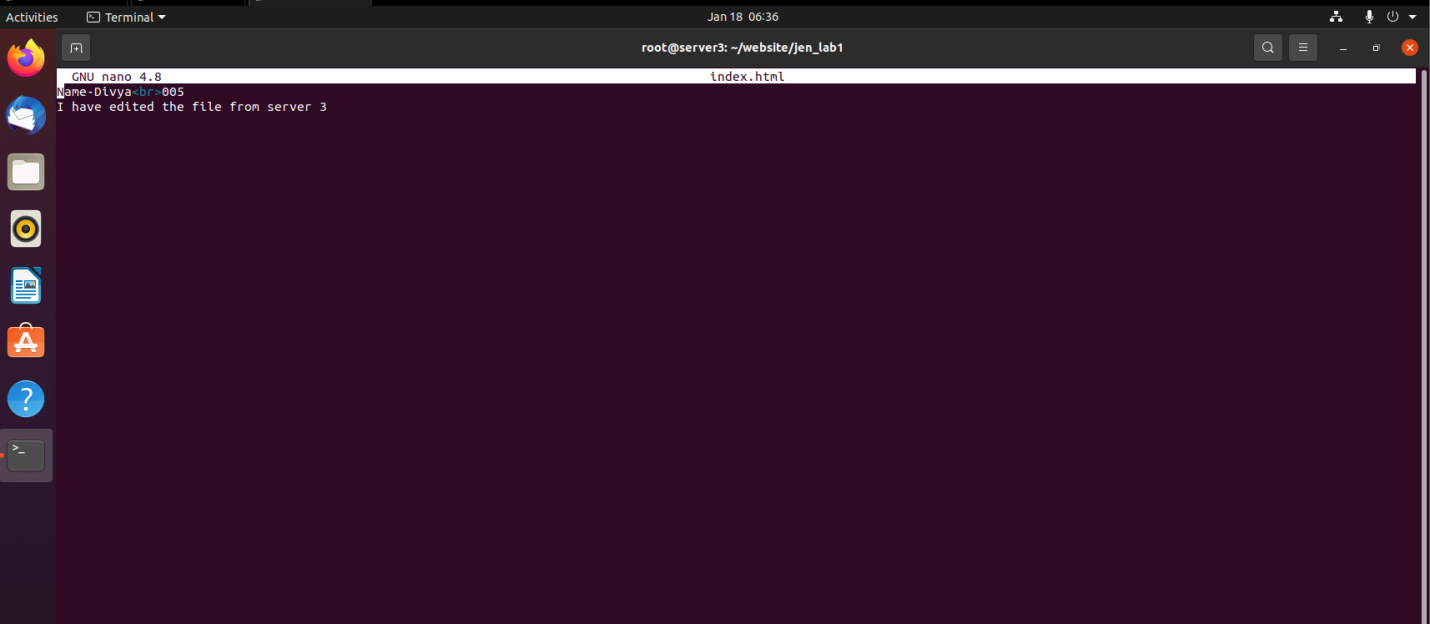 Activities Terminal Jan 18 06:36
root@server3: ~/website/jen_lab1
GNU nano 4.8 index.html
Name-Divya<br>005
I have edited the file from server 3